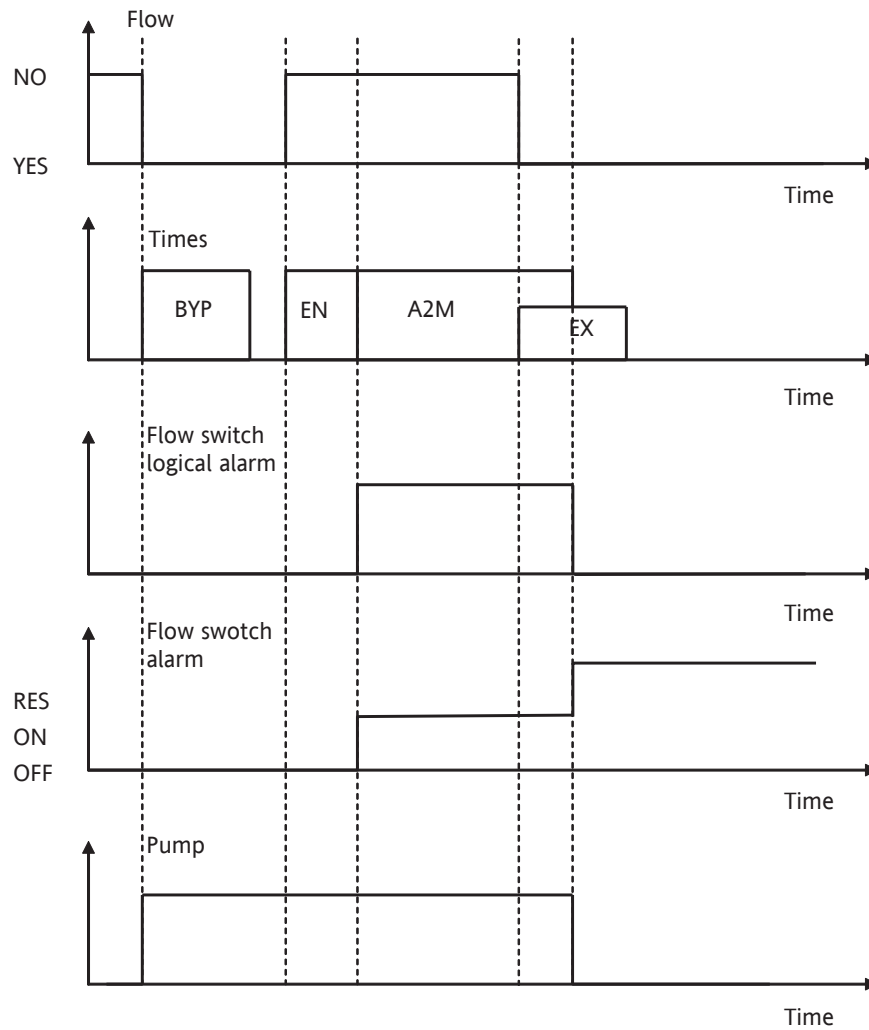 Flow
NO
YES
Time
Times
BYP
EN
A2M
EX
Time
Flow switch
logical alarm
Time
Flow swotch
alarm
RES
ON
OFF
Time
Pump
Time